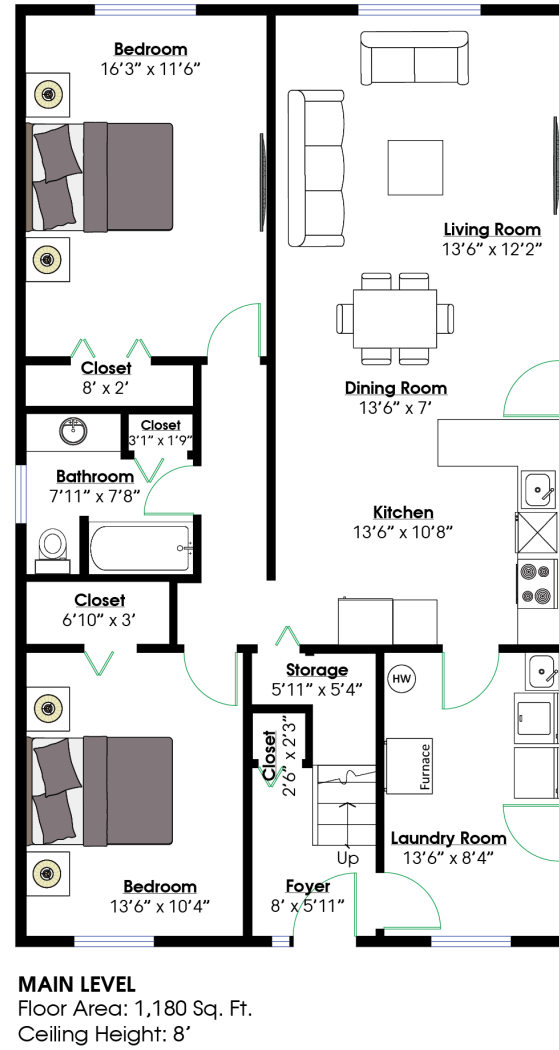 Bedroom
16'3" x 11'6"
Living Room
13'6" x 12'2"
Closet
8' x 2'
Dining Room
13'6" x 7'
Closet
3'1" x 1'9"
Bathroom
7'11" x 7'8"
Kitchen
13'6" x 10'8"
Closet
6'10" x 3'
Storage
5'11" x 5'4"
HW
Closet
2'6" x 2'3"
Furnace
Up
Laundry Room
13'6" x 8'4"
Bedroom
13'6" x 10'4"
Foyer
8' x 5'11"
MAIN LEVEL
Floor Area: 1,180 Sq. Ft.
Ceiling Height: 8'